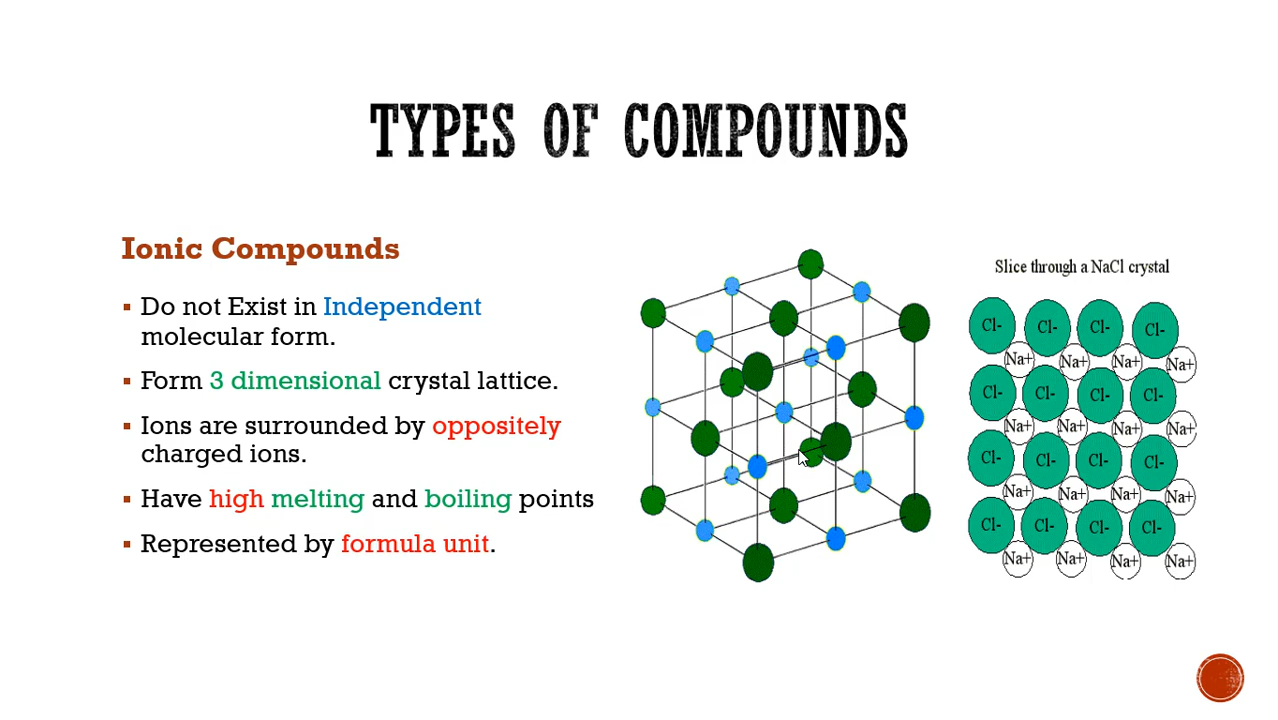 TYPES OF COMPOUNDS
Ionic Compounds
▪ Do not Exist in Independent
molecular form.
▪ Form 3 dimensional crystal lattice.
▪ Ions are surrounded by oppositely
charged ions.
▪ Have high melting and boiling points
▪ Represented by formula unit.
Slice through a NaCl crystal
Cl- Cl- Cl- Cl-
Na+ Na+ Na+ Na+
Cl- Cl- Cl- Cl-
Na+ Na+ Na+ Na+
Cl- Cl- Cl- Cl-
Na+ Na+ Na+ Na+
Cl- Cl- Cl- Cl-
Na+ Na+ Na+ Na+